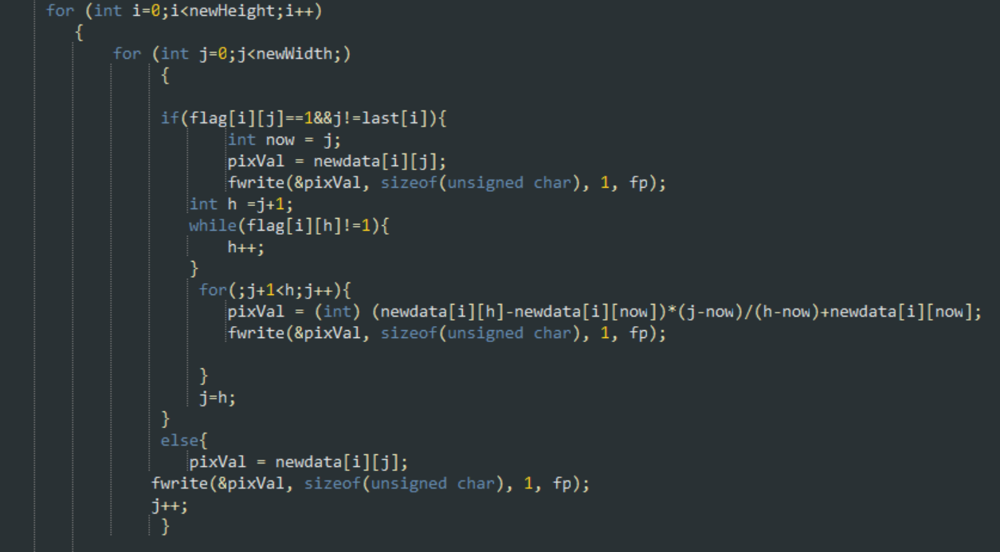 for (int i=0;i<newHeight;i++)
{
for (int j=0;j<newWidth;)
{
if(flag[i][j]==1&&j!=last[i]){
int now = j;
pixVal = newdata[i][j];
fwrite(&pixVal, sizeof(unsigned char), 1, fp);
int h =j+1;
while(flag[i][h]!=1){
h++;
}
for(;j+1<h;j++){
pixVal = (int) (newdata[i][h]-newdata[i][now])*(j-now)/(h-now)+newdata[i][now];
fwrite(&pixVal, sizeof(unsigned char), 1, fp);
}
j=h;
}
else{
pixVal = newdata[i][j];
fwrite(&pixVal, sizeof(unsigned char), 1, fp);
j++;
}